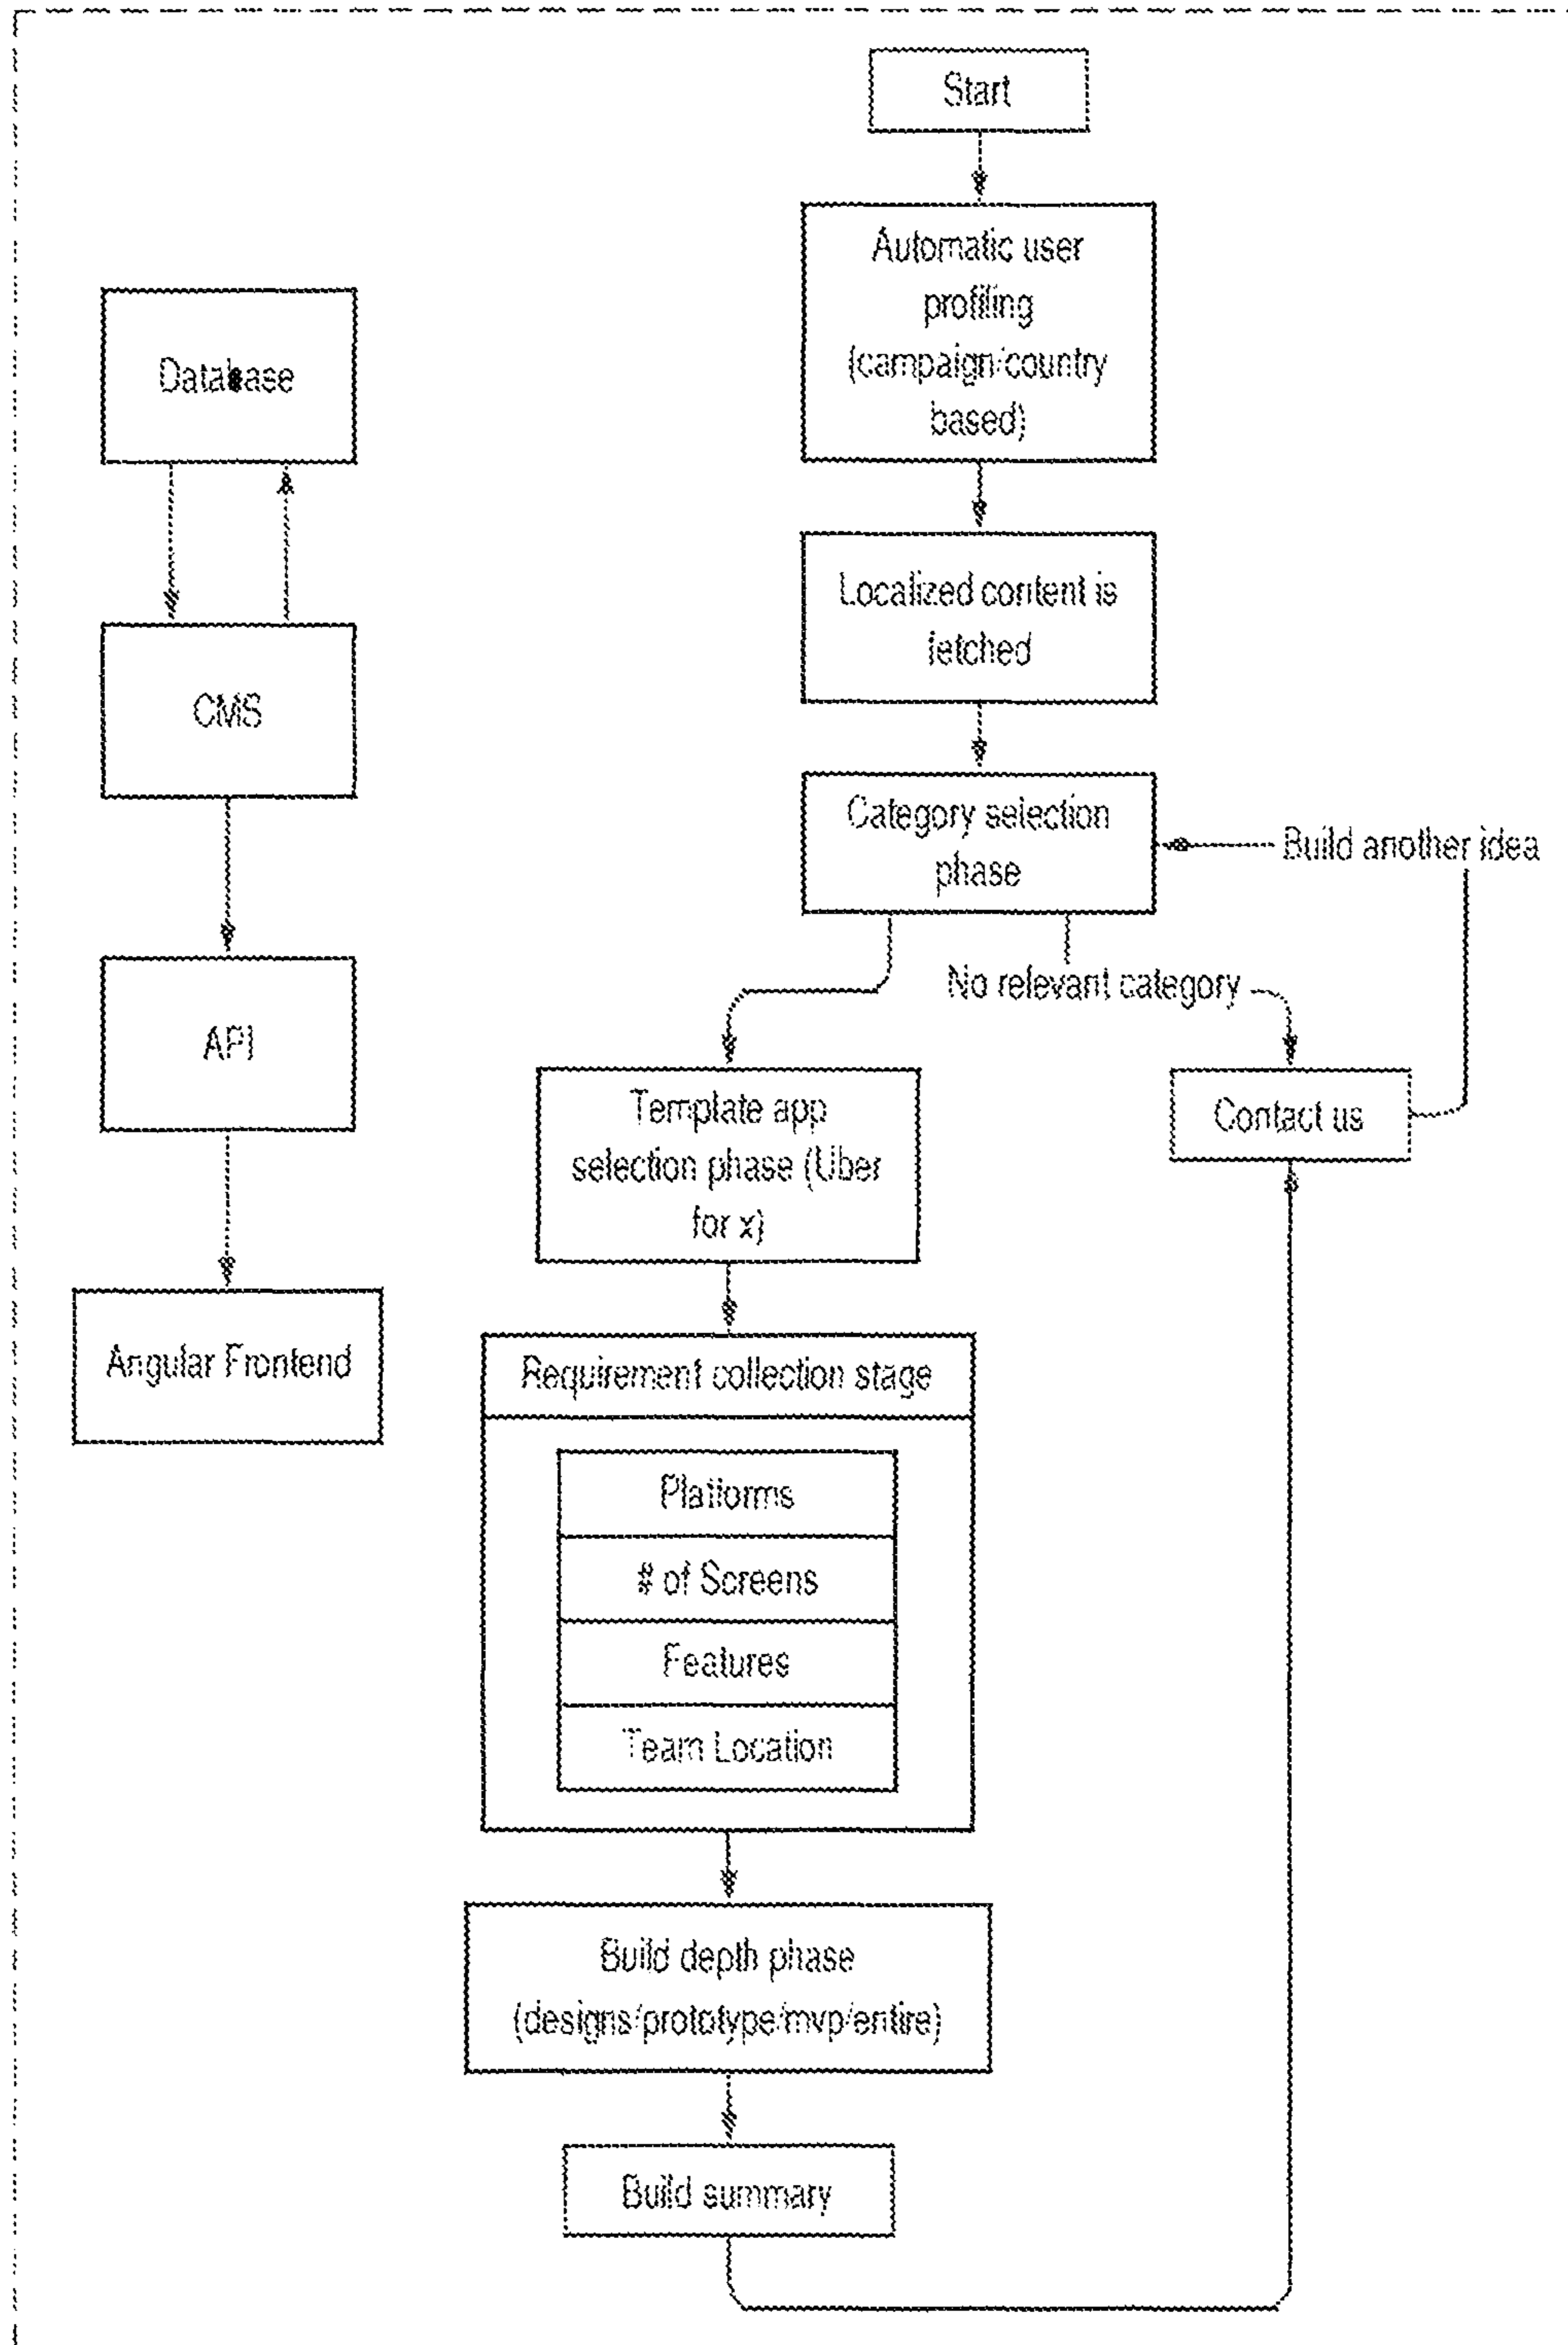 Start
Automatic user
profiling
(campaign/country
based)
Database
Localized content is
fetched
CMS
Category selection
phase
Build another idea
No relevant category
API
Template app
selection phase (Uber
for x)
Contact us
Angular Frontend
Requirement collection stage
Platforms
# of Screens
Features
Team Location
Build depth phase
(designs/prototype/mvp/entire)
Build summary